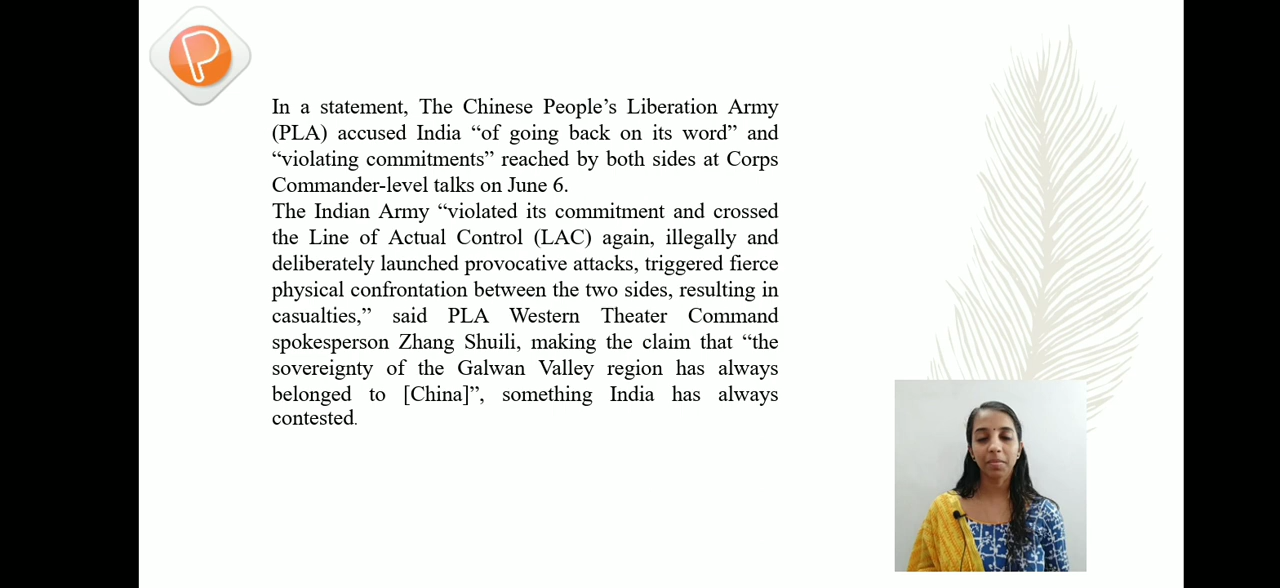 P
In a statement, The Chinese People’s Liberation Army
(PLA) accused India “of going back on its word” and
“violating commitments” reached by both sides at Corps
Commander-level talks on June 6.
The Indian Army “violated its commitment and crossed
the Line of Actual Control (LAC) again, illegally and
deliberately launched provocative attacks, triggered fierce
physical confrontation between the two sides, resulting in
casualties,” said PLA Western Theater Command
spokesperson Zhang Shuili, making the claim that “the
sovereignty of the Galwan Valley region has always
belonged to [China]”, something India has always
contested.